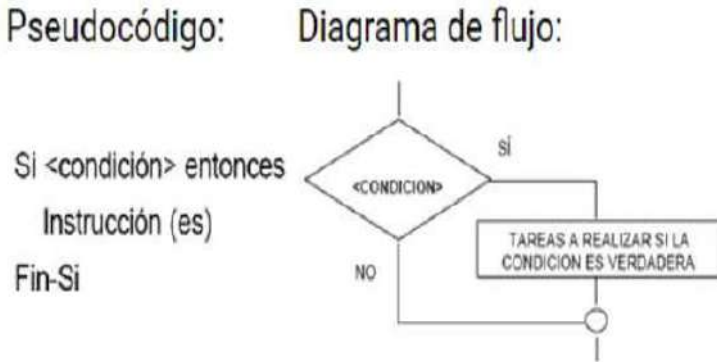 Pseudocódigo:
Diagrama de flujo:
Si <condición> entonces
Instrucción (es)
Fin-Si
<CONDICION>
sí
NO
TAREAS A REALIZAR SI LA
CONDICION ES VERDADERA